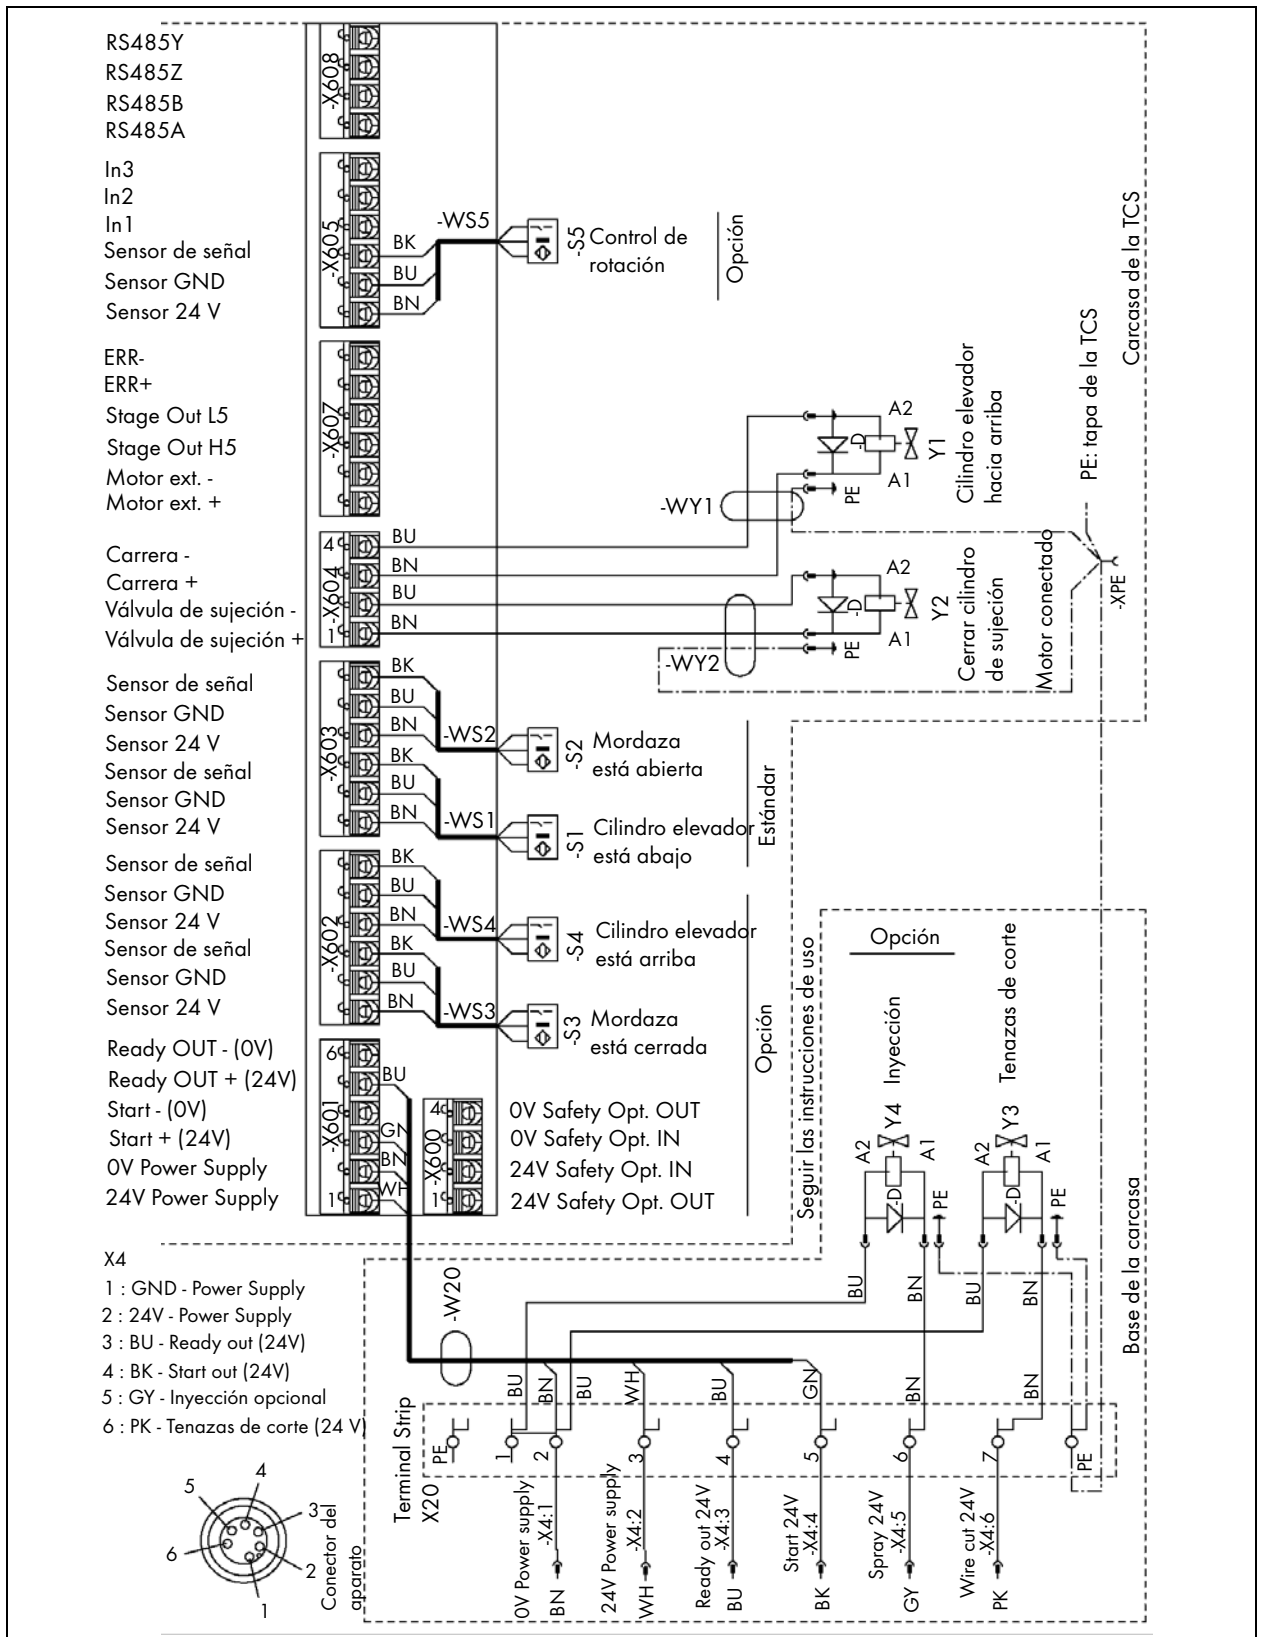 RS485Y
RS485Z
RS485B
RS485A
-X608
In3
In2
In1
Sensor de señal
Sensor GND
Sensor 24 V
-X605
BK
BU
BN
-WS5
-S5 Control de
rotación
Opción
Carcasa de la TCS
PE: tapa de la TCS
ERR-
ERR+
Stage Out L5
Stage Out H5
Motor ext. -
Motor ext. +
-X607
A2
-D
A1
PE
Y1
Cilindro elevador
hacia arriba
-WY1
Carrera -
Carrera +
Válvula de sujeción -
Válvula de sujeción +
4
-X604
1
BU
BN
BU
BN
A2
-D
A1
PE
Y2
Cerrar cilindro
de sujeción
-WY2
Motor conectado
-XPE
Sensor de señal
Sensor GND
Sensor 24 V
Sensor de señal
Sensor GND
Sensor 24 V
-X603
BK
BU
BN
BK
BU
BN
-WS2
-S2
Mordaza
está abierta
-WS1
-S1
Cilindro elevador
está abajo
Estándar
Sensor de señal
Sensor GND
Sensor 24 V
Sensor de señal
Sensor GND
Sensor 24 V
-X602
BK
BU
BN
BK
BU
BN
-WS4
-S4
Cilindro elevador
está arriba
-WS3
-S3
Mordaza
está cerrada
Opción
Seguir las instrucciones de uso
Ready OUT - (0V)
Ready OUT + (24V)
Start - (0V)
Start + (24V)
0V Power Supply
24V Power Supply
6
-X601
1
BU
GN
BN
WH
4
-X600
1
0V Safety Opt. OUT
0V Safety Opt. IN
24V Safety Opt. IN
24V Safety Opt. OUT
Opción
Inyección
Tenazas de corte
A2
Y4
A1
-D
PE
A2
Y3
A1
-D
PE
BU
BN
BU
BN
Base de la carcasa
X4
1 : GND - Power Supply
2 : 24V - Power Supply
3 : BU - Ready out (24V)
4 : BK - Start out (24V)
5 : GY - Inyección opcional
6 : PK - Tenazas de corte (24 V)
-W20
BU
BN
BU
WH
BU
GN
BN
BN
Terminal Strip
X20
PE
1
2
3
4
5
6
7
PE
0V Power supply
-X4:1
BN
24V Power supply
-X4:2
WH
Ready out 24V
-X4:3
BU
Start 24V
-X4:4
BK
Spray 24V
-X4:5
GY
Wire cut 24V
-X4:6
PK
5
4
3
6
2
1
Conector del
aparato